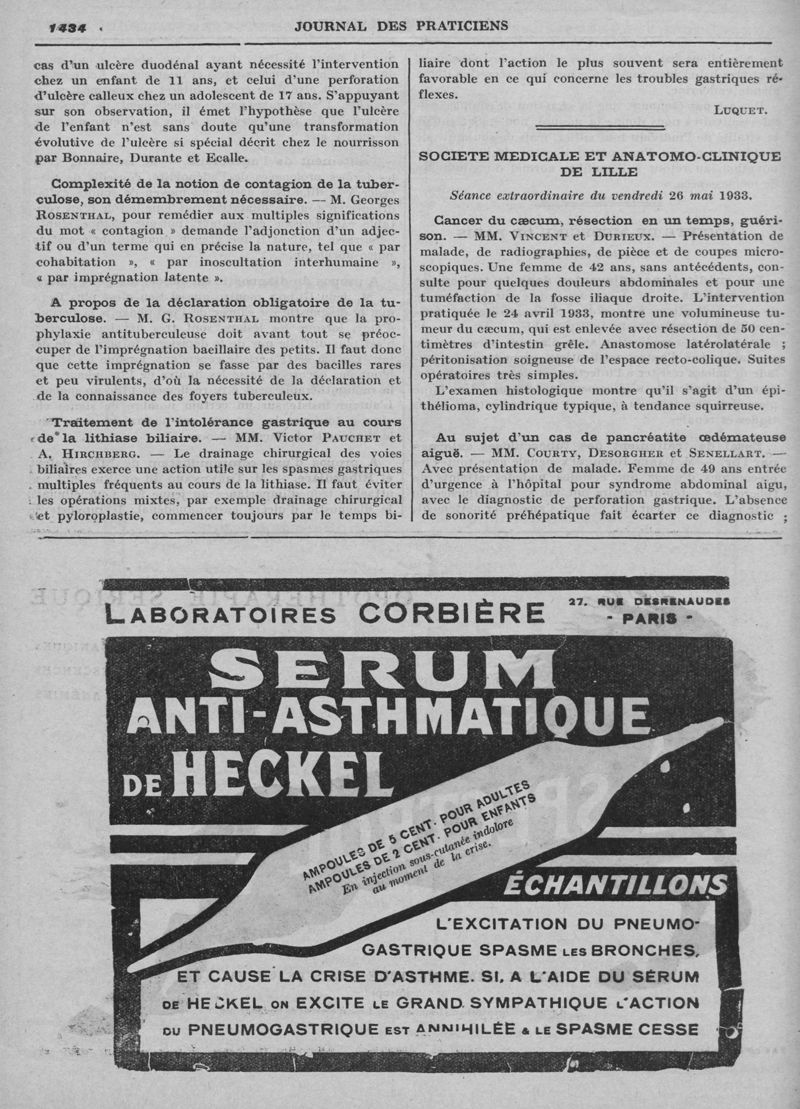 1434
JOURNAL DES PRATICIENS
cas d'un ulcère duodénal ayant nécessité l'intervention
chez un enfant de 11 ans, et celui d'une perforation
d'ulcère calleux chez un adolescent de 17 ans. S'appuyant
sur son observation, il émet l'hypothèse que l'ulcère
de l'enfant n'est sans doute qu'une transformation
évolutive de l'ulcère si spécial décrit chez le nourrisson
par Bonnaire, Durante et Ecalle.
Complexité de la notion de contagion de la tuber-
culose, son démembrement nécessaire. — M. Georges
ROSENTHAL, pour remédier aux multiples significations
du mot « contagion » demande l'adjonction d'un adjec-
tif ou d'un terme qui en précise la nature, tel que « par
cohabitation », « par inoscultation interhumaine »,
« par imprégnation latente ».
A propos de la déclaration obligatoire de la tu-
berculose. — M. G. ROSENTHAL montre que la pro-
phylaxie antituberculeuse doit avant tout se préoc-
cuper de l'imprégnation bacillaire des petits. Il faut donc
que cette imprégnation se fasse par des bacilles rares
et peu virulents, d'où la nécessité de la déclaration et
de la connaissance des foyers tuberculeux.
Traitement de l'intolérance gastrique au cours
de la lithiase biliaire. — MM. Victor PAUCHET et
A. HIRCHBERG. — Le drainage chirurgical des voies
biliaires exerce une action utile sur les spasmes gastriques
multiples fréquents au cours de la lithiase. Il faut éviter
les opérations mixtes, par exemple drainage chirurgical
et pyloroplastie, commencer toujours par le temps bi-
liaire dont l'action le plus souvent sera entièrement
favorable en ce qui concerne les troubles gastriques ré-
flexes.
LUQUET.
SOCIETE MEDICALE ET ANATOMO-CLINIQUE
DE LILLE
Séance extraordinaire du vendredi 26 mai 1933.
Cancer du cæcum, résection en un temps, guéri-
son. — MM. VINCENT et DURIEUX. — Présentation de
malade, de radiographies, de pièce et de coupes micro-
scopiques. Une femme de 42 ans, sans antécédents, con-
sulte pour quelques douleurs abdominales et pour une
tuméfaction de la fosse iliaque droite. L'intervention
pratiquée le 24 avril 1933, montre une volumineuse tu-
meur du cæcum, qui est enlevée avec résection de 50 cen-
timètres d'intestin grêle. Anastomose latérolatérale ;
péritonisation soigneuse de l'espace recto-colique. Suites
opératoires très simples.
L'examen histologique montre qu'il s'agit d'un épi-
thélioma, cylindrique typique, à tendance squirreuse.
Au sujet d'un cas de pancréatite œdémateuse
aiguë. — MM. COURTY, DESORGHER et SENELLART. —
Avec présentation de malade. Femme de 49 ans entrée
d'urgence à l'hôpital pour syndrome abdominal aigu,
avec le diagnostic de perforation gastrique. L'absence
de sonorité préhépatique fait écarter ce diagnostic ;
LABORATOIRES CORBIÈRE
27, RUE DESRENAUDES
- PARIS -
SERUM
ANTI-ASTHMATIQUE
DE HECKEL
AMPOULES DE 5 CENT. POUR ADULTES
AMPOULES DE 2 CENT. POUR ENFANTS
En injection sous-cutanée indolore
au moment de la crise.
ÉCHANTILLONS
L'EXCITATION DU PNEUMO-
GASTRIQUE SPASME LES BRONCHES,
ET CAUSE LA CRISE D'ASTHME. SI, A L'AIDE DU SÉRUM
DE HECKEL ON EXCITE LE GRAND SYMPATHIQUE L'ACTION
DU PNEUMOGASTRIQUE EST ANNIHILÉE & LE SPASME CESSE